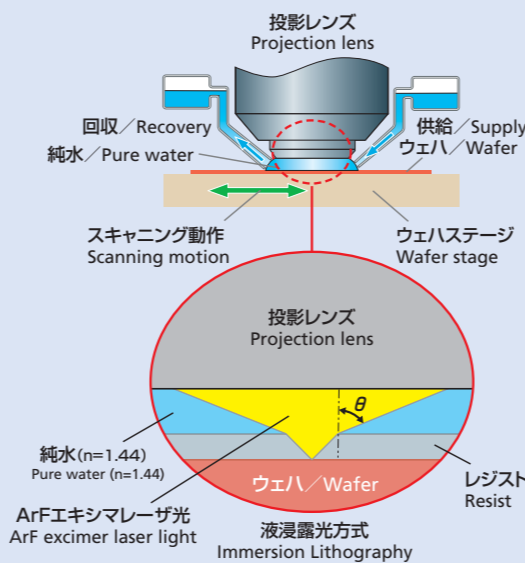 投影レンズ
Projection lens
回収／Recovery
供給／Supply
純水／Pure water
ウェハ／Wafer
スキャニング動作
Scanning motion
ウェハステージ
Wafer stage
投影レンズ
Projection lens
θ
純水(n=1.44)
Pure water (n=1.44)
ウェハ／Wafer
レジスト
Resist
ArFエキシマレーザ光
ArF excimer laser light
液浸露光方式
Immersion Lithography